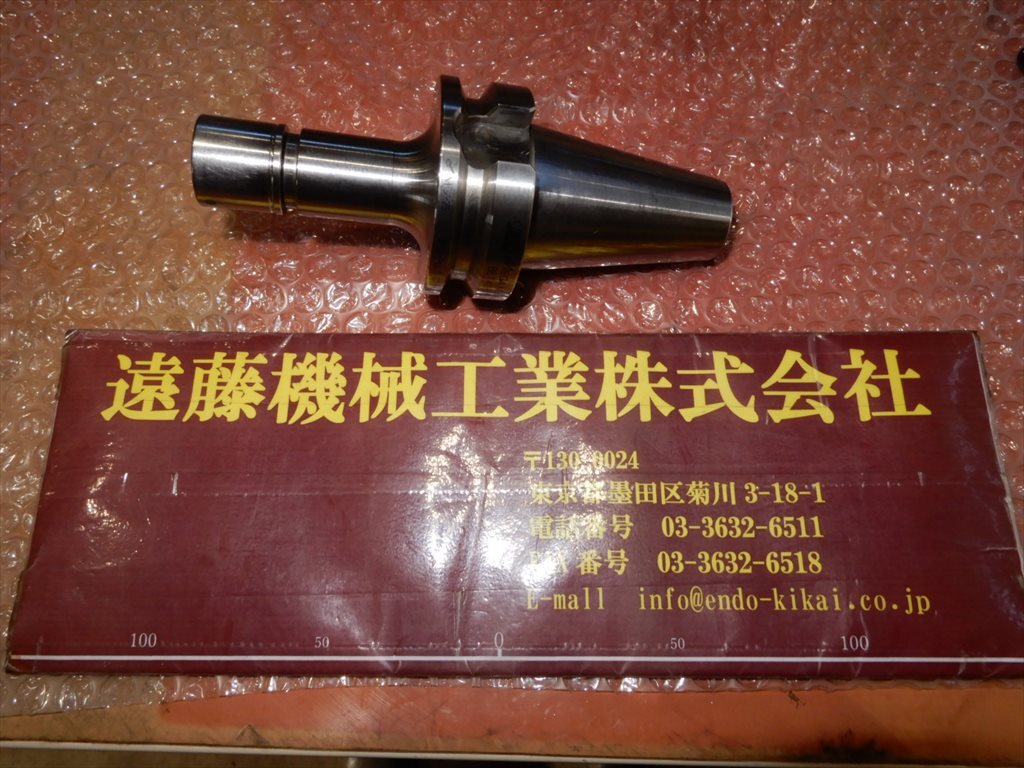 遠藤機械工業株式会社
〒130-0024
東京都墨田区菊川 3-18-1
電話番号 03-3632-6511
FAX 番号 03-3632-6518
E-mall info@endo-kikai.co.jp
100 50 0 50 100